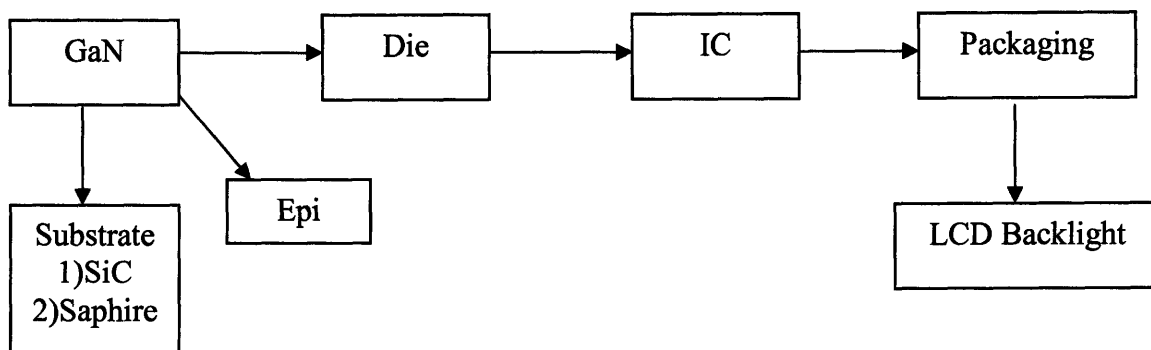 GaN
Die
IC
Packaging
Epi
Substrate
1)SiC
2)Saphire
LCD Backlight